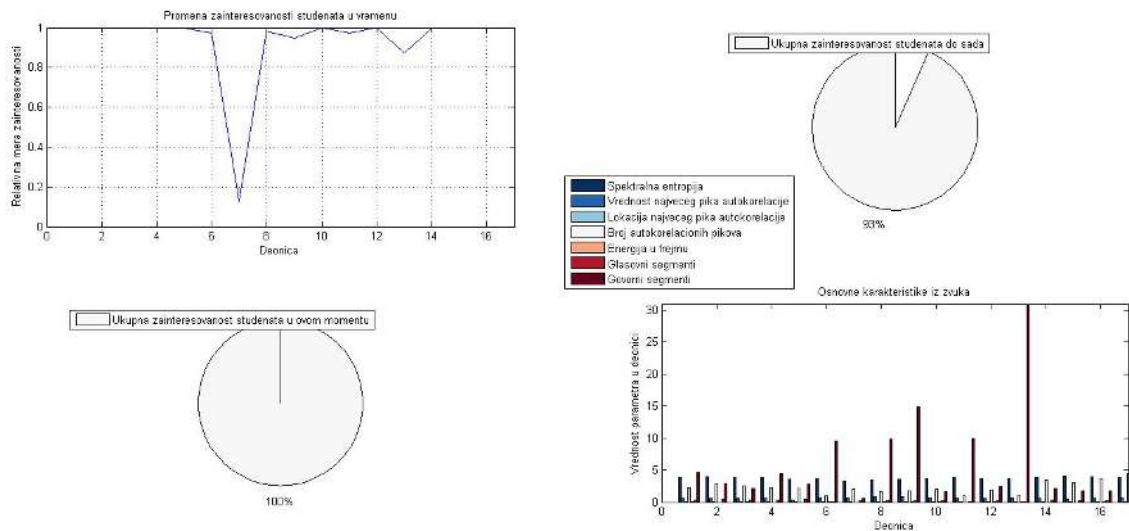 Promena zainteresovanosti studenata u vremenu
Relativna mera zainteresovanosti
1
0.8
0.6
0.4
0.2
0
0 2 4 6 8 10 12 14 16
Deonica
Ukupna zainteresovanost studenata do sada
93%
Spektralna entropija
Vrednost najveceg pika autokorelacije
Lokacija najveceg pika autokorelacije
Broj autokorelacionih pikova
Energija u frejmu
Glasovni segmenti
Govorni segmenti
Ukupna zainteresovanost studenata u ovom momentu
100%
Osnovne karakteristike iz zvuka
Vrednost parametra u deonici
30
25
20
15
10
5
0
0 2 4 6 8 10 12 14 16
Deonica